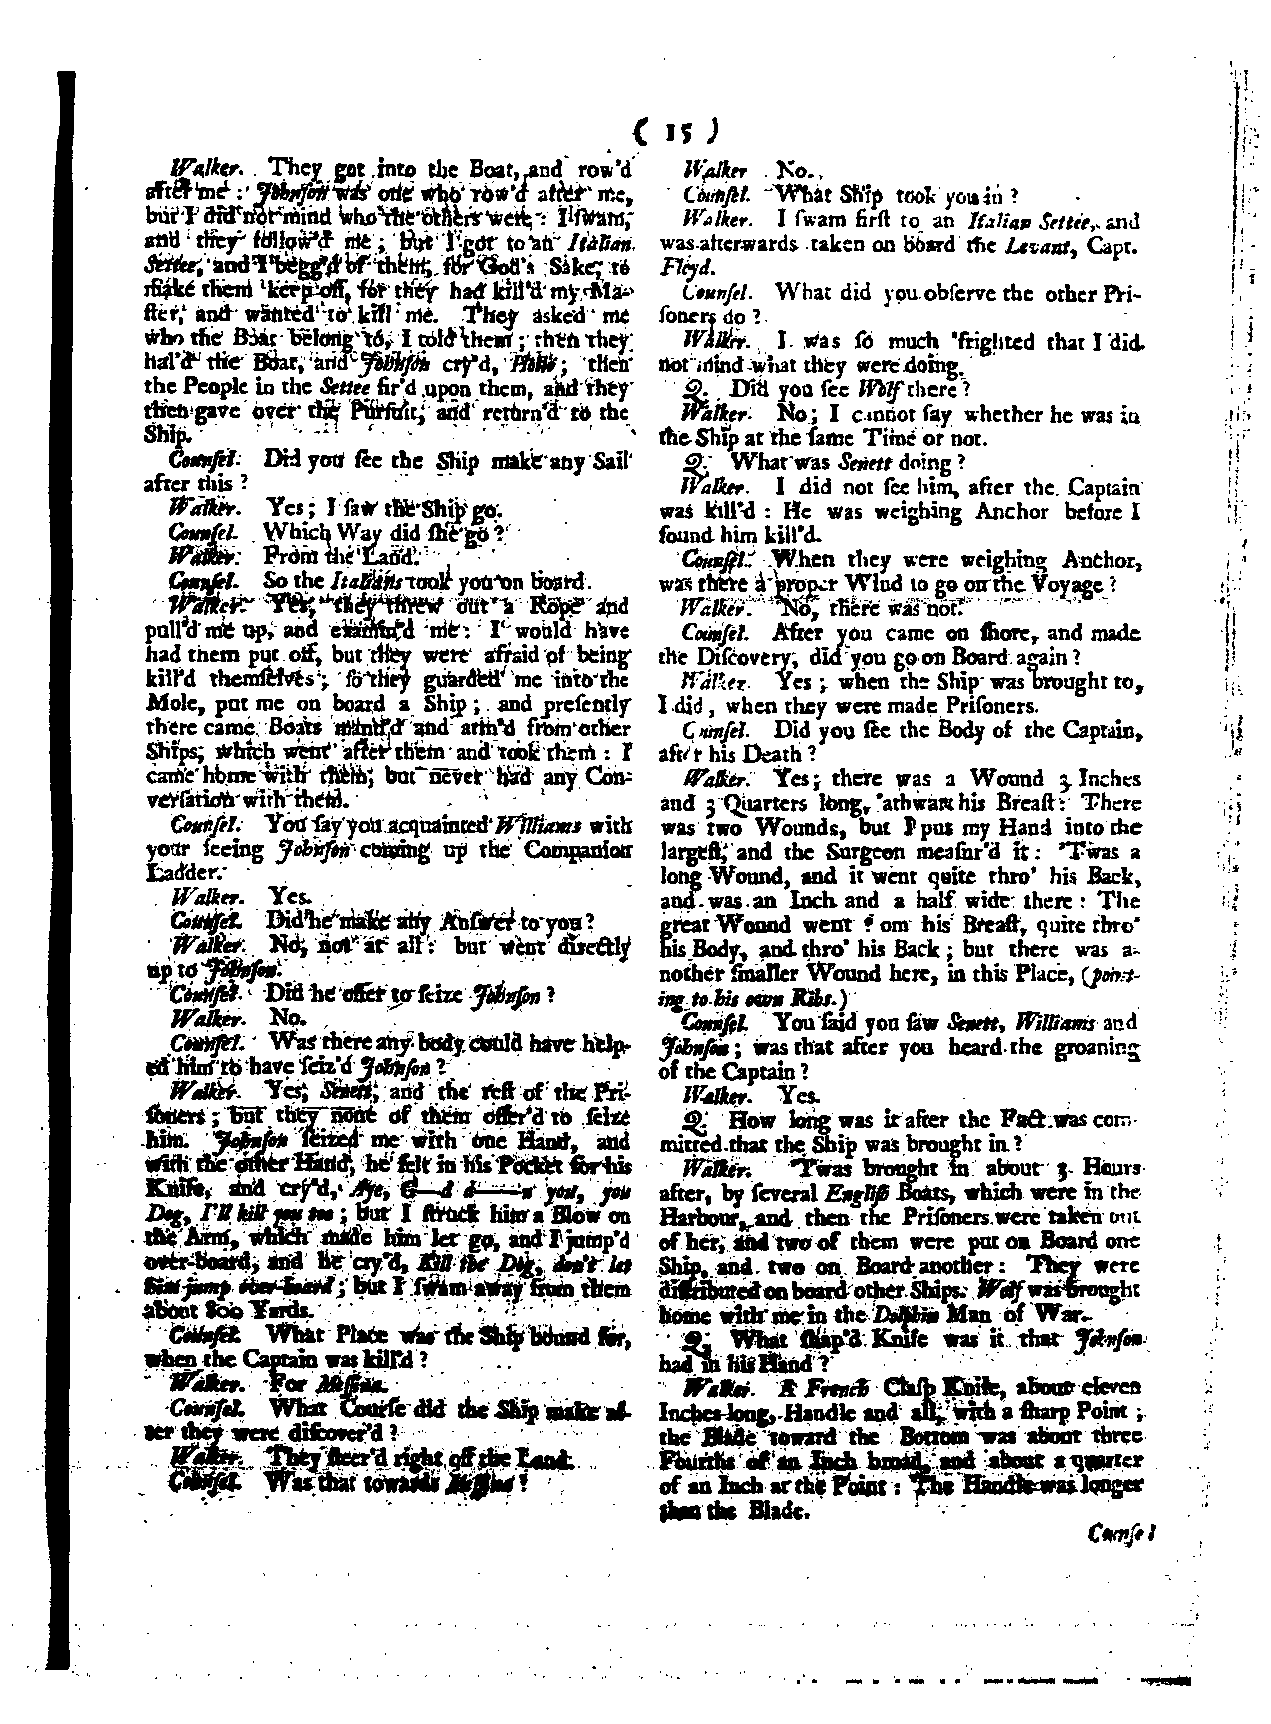 ( 15 )
Walker. They got into the Boat, and row'd
after me: Johnſon was one who row'd after me,
but I did not mind who the others were: I ſwam,
and they follow'd me; but I got to an Italian
Settee, and I begg'd of them, for God's Sake, to
make them keep off, for they had kill'd my Ma-
ſter, and wanted to kill me. They asked me
who the Boat belong to, I told them; then they
hal'd the Boat, and Johnſon cry'd, Hollo; then
the People in the Settee fir'd upon them, and they
then gave over the Purſuit, and return'd to the
Ship.
Counſel. Did you ſee the Ship make any Sail
after this?
Walker. Yes; I ſaw the Ship go.
Counſel. Which Way did ſhe go?
Walker. From the Land.
Counſel. So the Italians took you on board.
Walker. Yes, they threw out a Rope and
pull'd me up, and examin'd me: I would have
had them put off, but they were afraid of being
kill'd themſelves; ſo they guarded me into the
Mole, put me on board a Ship; and preſently
there came Boats mann'd and arm'd from other
Ships, which went after them and took them: I
came home with them; but never had any Con-
verſation with them.
Counſel. You ſay you acquainted Williams with
your ſeeing Johnſon coming up the Companion
Ladder.
Walker. Yes.
Counſel. Did he make any Anſwer to you?
Walker. No, not at all: but went directly
up to Johnſon.
Counſel. Did he offer to ſeize Johnſon?
Walker. No.
Counſel. Was there any body could have help-
ed him to have ſeiz'd Johnſon?
Walker. Yes, Senett, and the reſt of the Pri-
ſoners; but they none of them offer'd to ſeize
him. Johnſon ſeized me with one Hand, and
with the other Hand, he felt in his Pocket for his
Knife, and cry'd, Aye, G—d d——n you, you
Dog, I'll kill you too; but I ſtruck him a Blow on
the Arm, which made him let go, and I jump'd
over-board, and he cry'd, Kill the Dog, don't let
him jump over-board; but I ſwam away from them
about 800 Yards.
Counſel. What Place was the Ship bound for,
when the Captain was kill'd?
Walker. For Meſſina.
Counſel. What Courſe did the Ship make af-
ter they were diſcover'd?
Walker. They ſteer'd right off the Land.
Counſel. Was that towards Meſſina?
Walker. No.
Counſel. What Ship took you in?
Walker. I ſwam firſt to an Italian Settee, and
was afterwards taken on board the Levant, Capt.
Floyd.
Counſel. What did you obſerve the other Pri-
ſoners do?
Walker. I was ſo much 'frighted that I did
not mind what they were doing.
Q. Did you ſee Wolf there?
Walker. No; I cannot ſay whether he was in
the Ship at the ſame Time or not.
Q. What was Senett doing?
Walker. I did not ſee him, after the Captain
was kill'd: He was weighing Anchor before I
found him kill'd.
Counſel. When they were weighing Anchor,
was there a proper Wind to go on the Voyage?
Walker. No, there was not.
Counſel. After you came on ſhore, and made
the Diſcovery, did you go on Board again?
Walker. Yes; when the Ship was brought to,
I did, when they were made Priſoners.
Counſel. Did you ſee the Body of the Captain,
after his Death?
Walker. Yes; there was a Wound 3 Inches
and 3 Quarters long, 'athwart his Breaſt: There
was two Wounds, but I put my Hand into the
largeſt, and the Surgeon meaſur'd it: 'Twas a
long Wound, and it went quite thro' his Back,
and was an Inch and a half wide there: The
great Wound went from his Breaſt, quite thro'
his Body, and thro' his Back; but there was a-
nother ſmaller Wound here, in this Place, (point-
ing to his own Ribs.)
Counſel. You ſaid you ſaw Senett, Williams and
Johnſon; was that after you heard the groaning
of the Captain?
Walker. Yes.
Q. How long was it after the Fact was com-
mitted that the Ship was brought in?
Walker. 'Twas brought in about 3 Hours
after, by ſeveral Engliſh Boats, which were in the
Harbour, and then the Priſoners were taken out
of her, and two of them were put on Board one
Ship, and two on Board another: They were
diſtributed on board other Ships. Wolf was brought
home with me in the Dolphin Man of War.
Q. What ſhap'd Knife was it that Johnſon
had in his Hand?
Walker. A French Claſp Knife, about eleven
Inches long, Handle and all, with a ſharp Point;
the Blade toward the Bottom was about three
Fourths of an Inch broad, and about a quarter
of an Inch at the Point: The Handle was longer
than the Blade.
Counſel